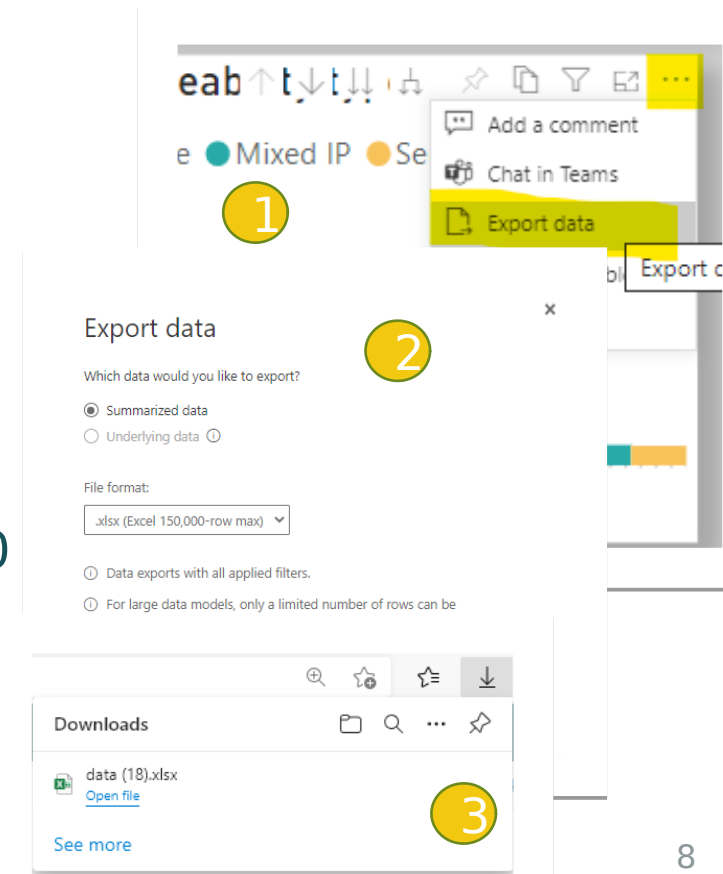 eab
e Mixed IP Se
Add a comment
Chat in Teams
Export data
1
Export
Export data
2
Which data would you like to export?
Summarized data
Underlying data
File format:
.xlsx (Excel 150,000-row max)
Data exports with all applied filters.
For large data models, only a limited number of rows can be
Downloads
data (18).xlsx
Open file
3
See more
8